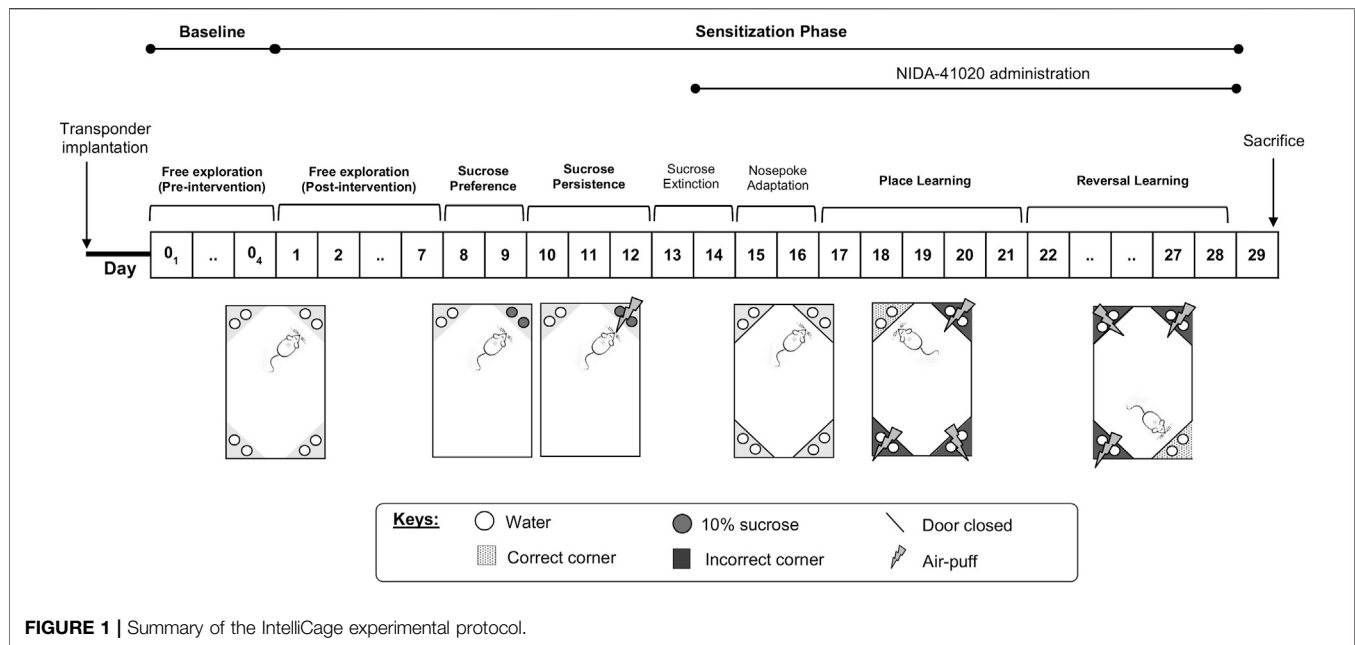 Baseline
Sensitization Phase
NIDA-41020 administration
Transponder
implantation
Sacrifice
Free exploration
(Pre-intervention)
Free exploration
(Post-intervention)
Sucrose
Preference
Sucrose
Persistence
Sucrose
Extinction
Nosepoke
Adaptation
Place Learning
Reversal Learning
Day
01 .. 04 1 2 .. 7 8 9 10 11 12 13 14 15 16 17 18 19 20 21 22 .. .. 27 28 29
Keys:
Water
10% sucrose
Door closed
Correct corner
Incorrect corner
Air-puff
FIGURE 1 | Summary of the IntelliCage experimental protocol.